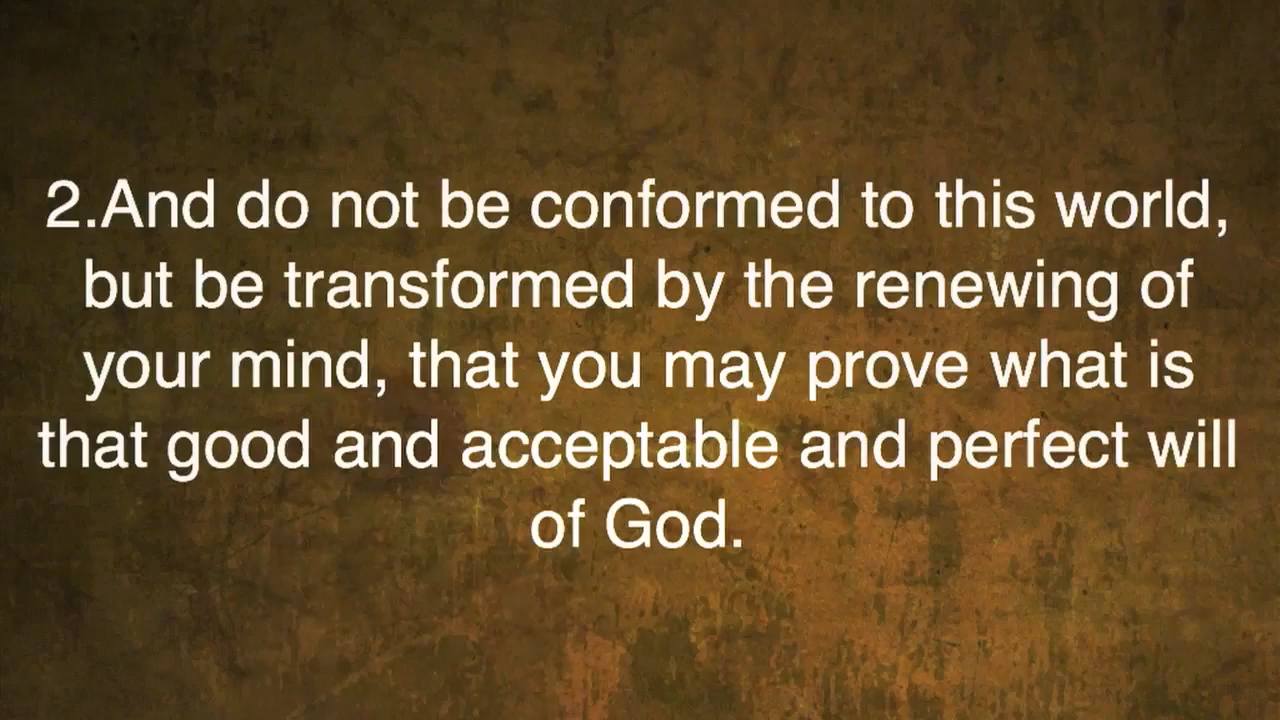 2.And do not be conformed to this world,
but be transformed by the renewing of
your mind, that you may prove what is
that good and acceptable and perfect will
of God.